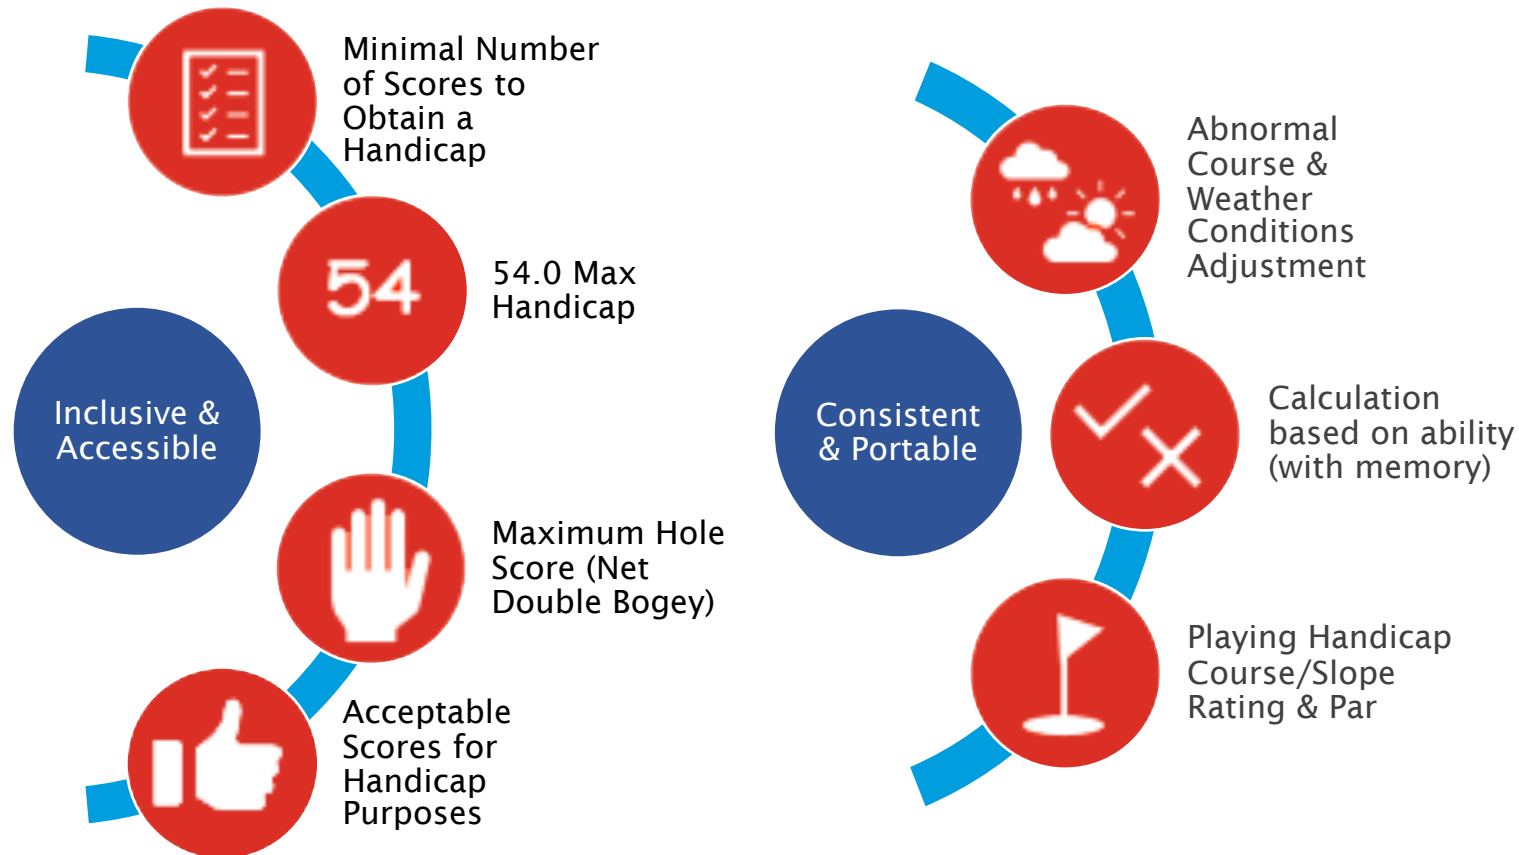 Minimal Number
of Scores to
Obtain a
Handicap
54
54.0 Max
Handicap
Inclusive &
Accessible
Maximum Hole
Score (Net
Double Bogey)
Acceptable
Scores for
Handicap
Purposes
Abnormal
Course &
Weather
Conditions
Adjustment
Consistent
& Portable
Calculation
based on ability
(with memory)
Playing Handicap
Course/Slope
Rating & Par